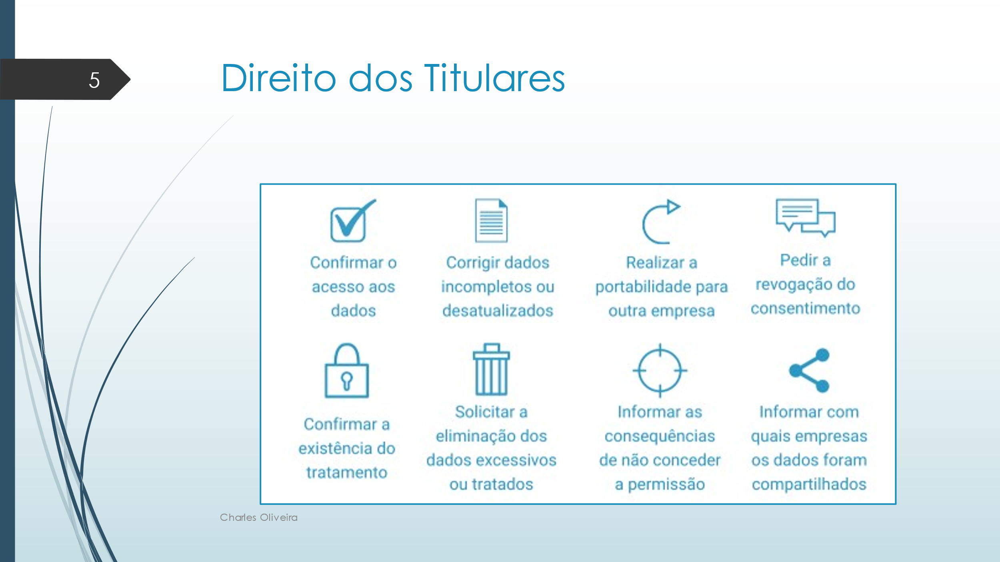 5
Direito dos Titulares
Confirmar o
acesso aos
dados
Corrigir dados
incompletos ou
desatualizados
Realizar a
portabilidade para
outra empresa
Pedir a
revogação do
consentimento
Confirmar a
existência do
tratamento
Solicitar a
eliminação dos
dados excessivos
ou tratados
Informar as
consequências
de não conceder
a permissão
Informar com
quais empresas
os dados foram
compartilhados
Charles Oliveira